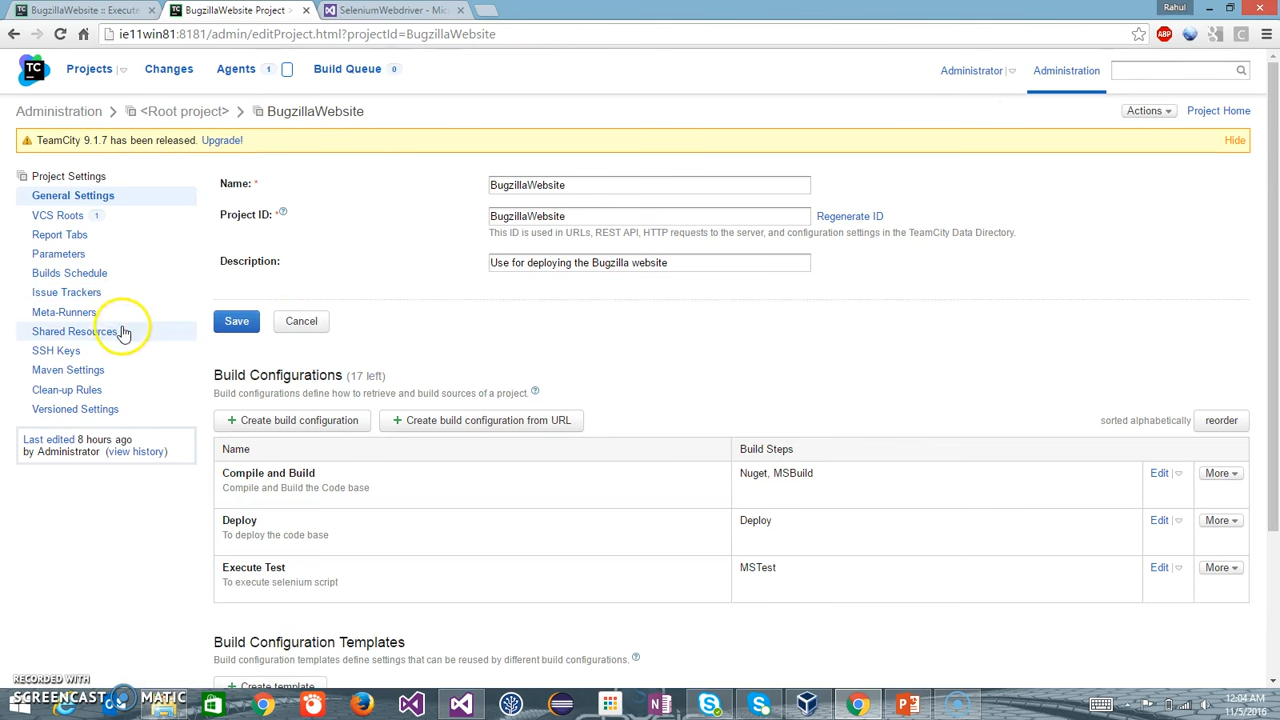 BugzillaWebsite :: Execute
BugzillaWebsite Project
SeleniumWebdriver - Mic
Rahul
ie11win81:8181/admin/editProject.html?projectId=BugzillaWebsite
ABP
TC
Projects
Changes
Agents 1
Build Queue 0
Administrator
Administration
Administration
<Root project>
BugzillaWebsite
Actions
Project Home
TeamCity 9.1.7 has been released. Upgrade!
Hide
Project Settings
General Settings
VCS Roots 1
Report Tabs
Parameters
Builds Schedule
Issue Trackers
Meta-Runners
Shared Resources
SSH Keys
Maven Settings
Clean-up Rules
Versioned Settings
Last edited 8 hours ago
by Administrator (view history)
Name: *
BugzillaWebsite
Project ID: *
BugzillaWebsite
Regenerate ID
This ID is used in URLs, REST API, HTTP requests to the server, and configuration settings in the TeamCity Data Directory.
Description:
Use for deploying the Bugzilla website
Save
Cancel
Build Configurations (17 left)
Build configurations define how to retrieve and build sources of a project.
+ Create build configuration
+ Create build configuration from URL
sorted alphabetically
reorder
Name
Build Steps
Compile and Build
Compile and Build the Code base
Nuget, MSBuild
Edit
More
Deploy
To deploy the code base
Deploy
Edit
More
Execute Test
To execute selenium script
MSTest
Edit
More
Build Configuration Templates
Build configuration templates define settings that can be reused by different build configurations.
+ Create template
RECORDED WITH
SCREENCAST MATIC
12:04 AM
11/5/2016